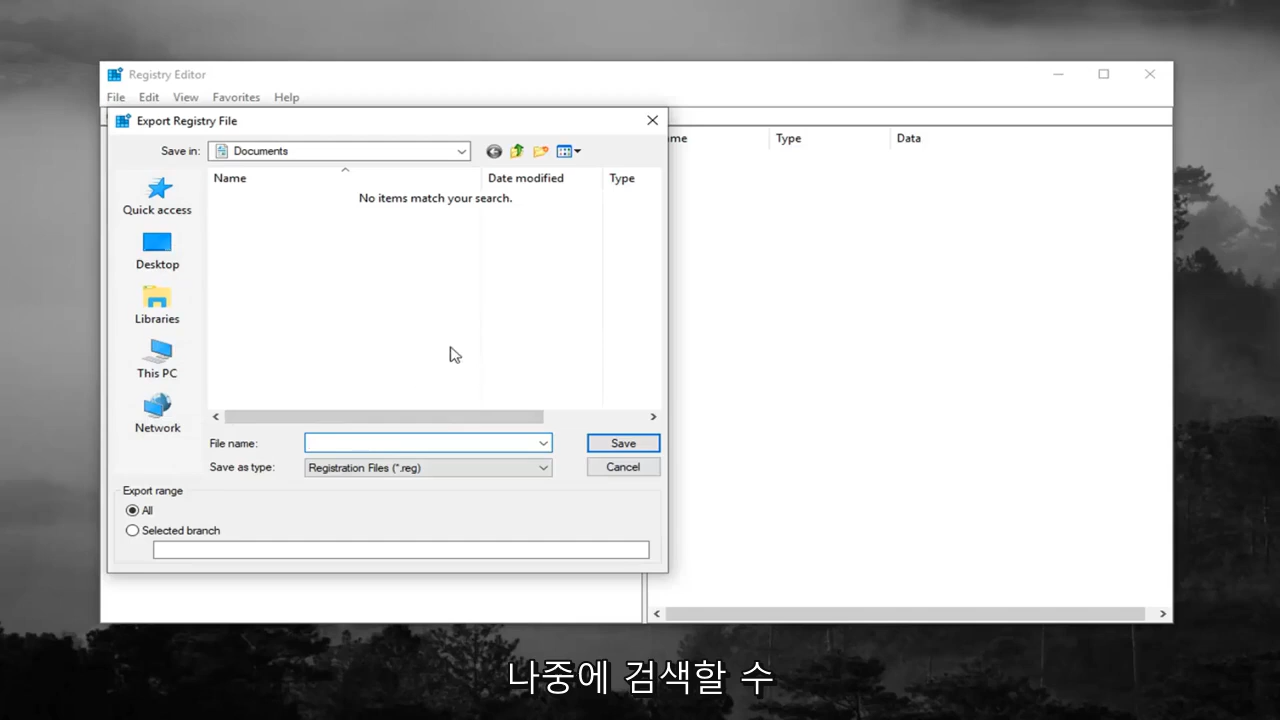 Registry Editor
File Edit View Favorites Help
Export Registry File
Save in: Documents
Type Data
Name Date modified Type
No items match your search.
Quick access
Desktop
Libraries
This PC
Network
File name: Save
Save as type: Registration Files (*.reg) Cancel
Export range
All
Selected branch
나중에 검색할 수